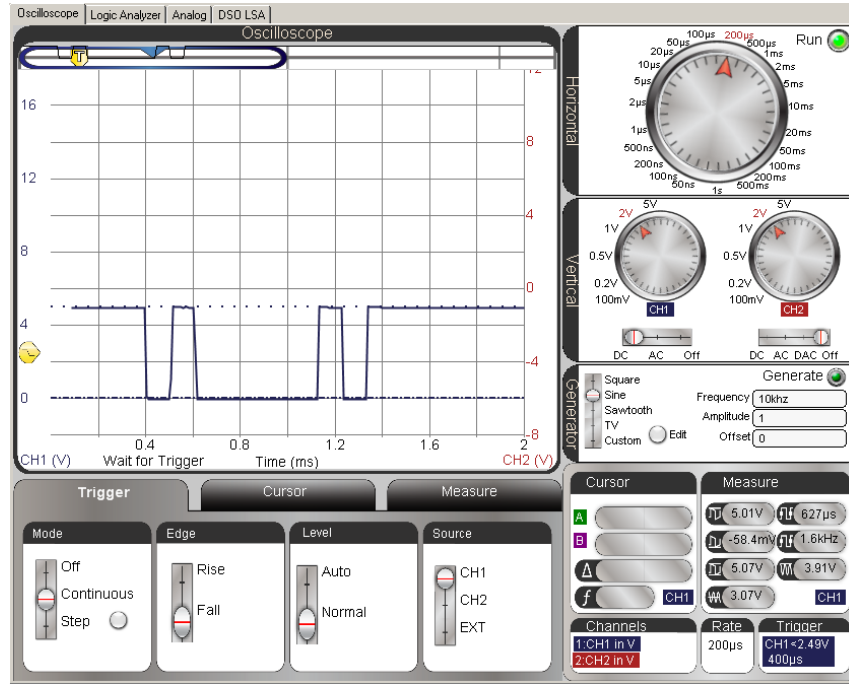 Oscilloscope Logic Analyzer Analog DSO LSA
Oscilloscope
T
16
12
8
4
0
12
8
4
0
-4
-8
0.4 0.8 1.2 1.6 2
CH1 (V) Wait for Trigger Time (ms) CH2 (V)
Horizontal
Run
50ns
100ns
200ns
500ns
1µs
2µs
5µs
10µs
20µs
50µs
100µs
200µs
500µs
1ms
2ms
5ms
10ms
20ms
50ms
100ms
200ms
500ms
1s
Vertical
5V
2V
1V
0.5V
0.2V
100mV
CH1
DC AC Off
5V
2V
1V
0.5V
0.2V
100mV
CH2
DC AC DAC Off
Generator
Square
Sine
Sawtooth
TV
Custom
Edit
Generate
Frequency 10khz
Amplitude 1
Offset 0
Trigger Cursor Measure
Mode
Off
Continuous
Step
Edge
Rise
Fall
Level
Auto
Normal
Source
CH1
CH2
EXT
Cursor
A
B
Δ
f
CH1
Measure
5.01V 627µs
-58.4mV 1.6kHz
5.07V 3.91V
3.07V
CH1
Channels
1:CH1 in V
2:CH2 in V
Rate
200µs
Trigger
CH1<2.49V
400µs